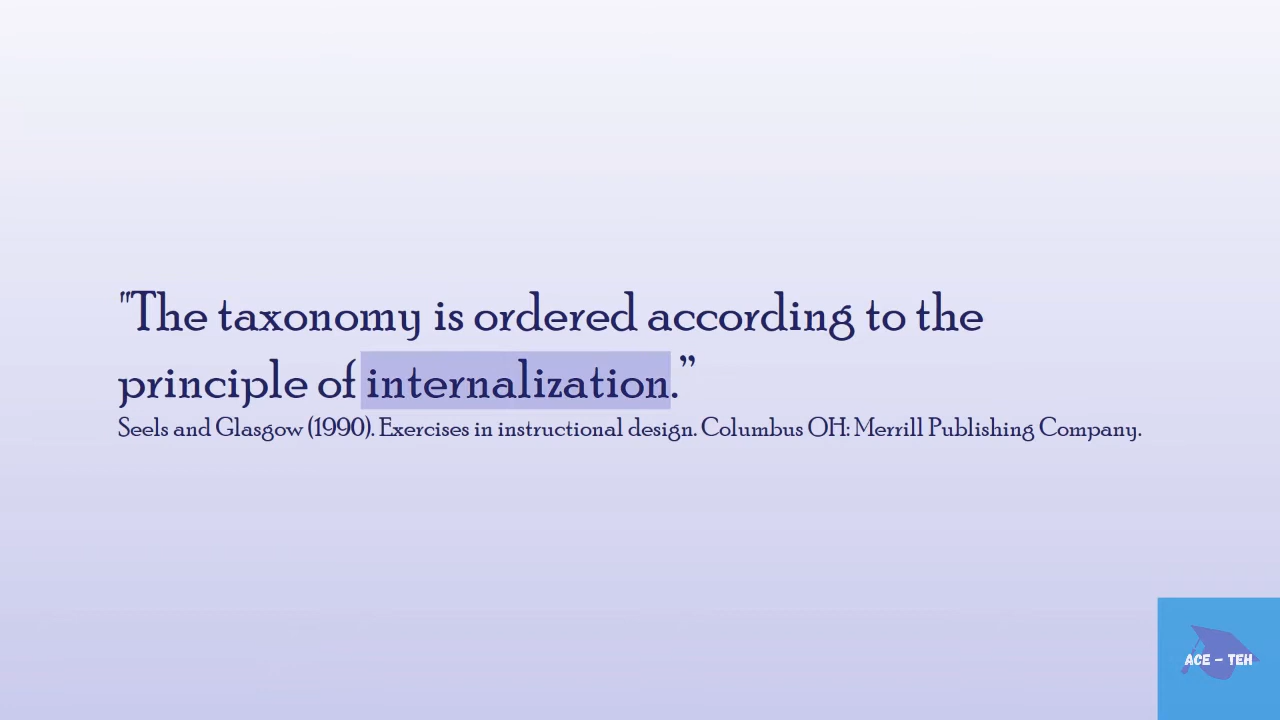 "The taxonomy is ordered according to the
principle of internalization.”
Seels and Glasgow (1990). Exercises in instructional design. Columbus OH: Merrill Publishing Company.
ACE – TEH